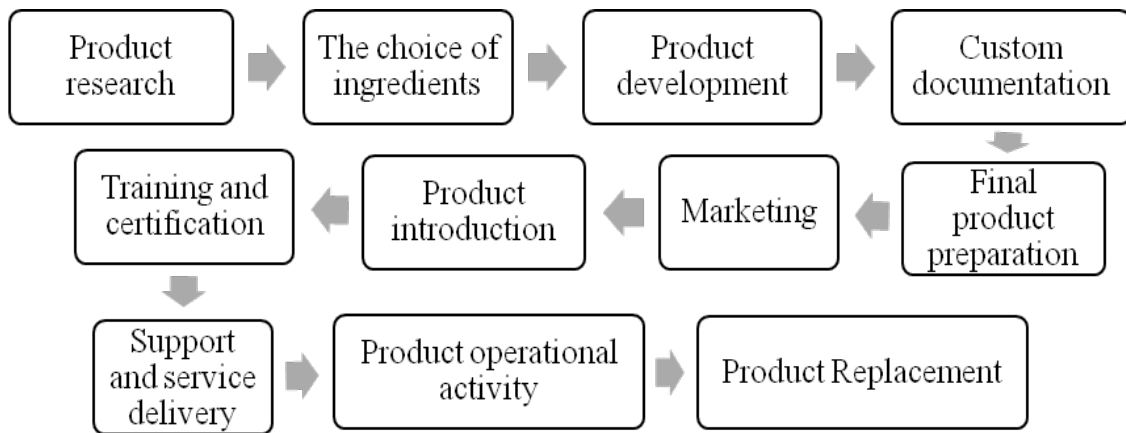 Product
research
The choice of
ingredients
Product
development
Custom
documentation
Final
product
preparation
Marketing
Product
introduction
Training and
certification
Support
and service
delivery
Product operational
activity
Product Replacement